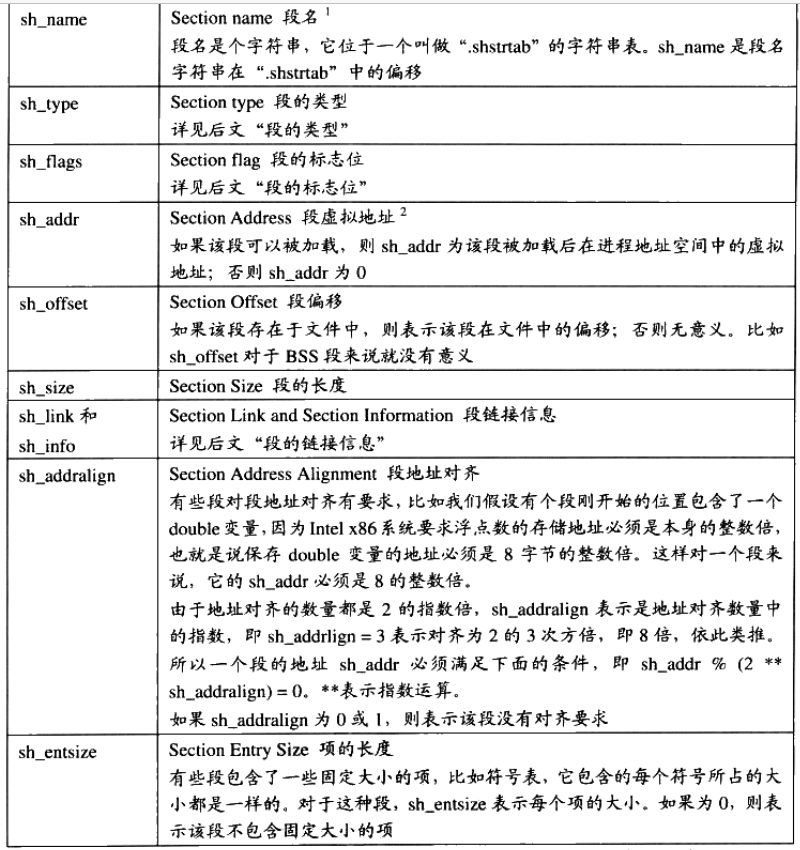 sh_name
Section name 段名 1
段名是个字符串，它位于一个叫做“.shstrtab”的字符串表。sh_name 是段名
字符串在“.shstrtab”中的偏移
sh_type
Section type 段的类型
详见后文“段的类型”
sh_flags
Section flag 段的标志位
详见后文“段的标志位”
sh_addr
Section Address 段虚拟地址 2
如果该段可以被加载，则 sh_addr 为该段被加载后在进程地址空间中的虚拟
地址；否则 sh_addr 为 0
sh_offset
Section Offset 段偏移
如果该段存在于文件中，则表示该段在文件中的偏移；否则无意义。比如
sh_offset 对于 BSS 段来说就没有意义
sh_size
Section Size 段的长度
sh_link 和
sh_info
Section Link and Section Information 段链接信息
详见后文“段的链接信息”
sh_addralign
Section Address Alignment 段地址对齐
有些段对段地址对齐有要求，比如我们假设有个段刚开始的位置包含了一个
double 变量，因为 Intel x86 系统要求浮点数的存储地址必须是本身的整数倍，
也就是说保存 double 变量的地址必须是 8 字节的整数倍。这样对一个段来
说，它的 sh_addr 必须是 8 的整数倍。
由于地址对齐的数量都是 2 的指数倍，sh_addralign 表示是地址对齐数量中
的指数，即 sh_addrlign = 3 表示对齐为 2 的 3 次方倍，即 8 倍，依此类推。
所以一个段的地址 sh_addr 必须满足下面的条件，即 sh_addr % (2 **
sh_addralign) = 0。**表示指数运算。
如果 sh_addralign 为 0 或 1，则表示该段没有对齐要求
sh_entsize
Section Entry Size 项的长度
有些段包含了一些固定大小的项，比如符号表，它包含的每个符号所占的大
小都是一样的。对于这种段，sh_entsize 表示每个项的大小。如果为 0，则表
示该段不包含固定大小的项